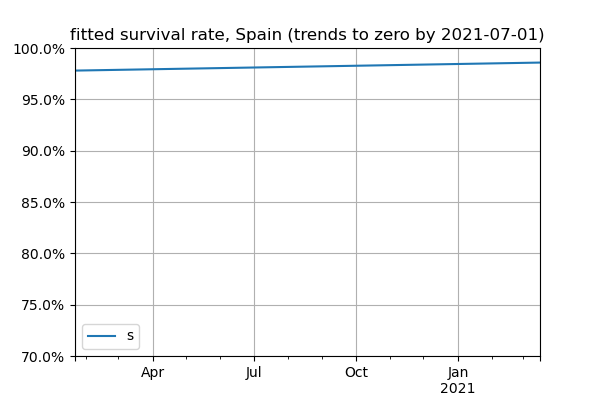 fitted survival rate, Spain (trends to zero by 2021-07-01)
100.0%
95.0%
90.0%
85.0%
80.0%
75.0%
70.0%
s
Apr Jul Oct Jan
2021